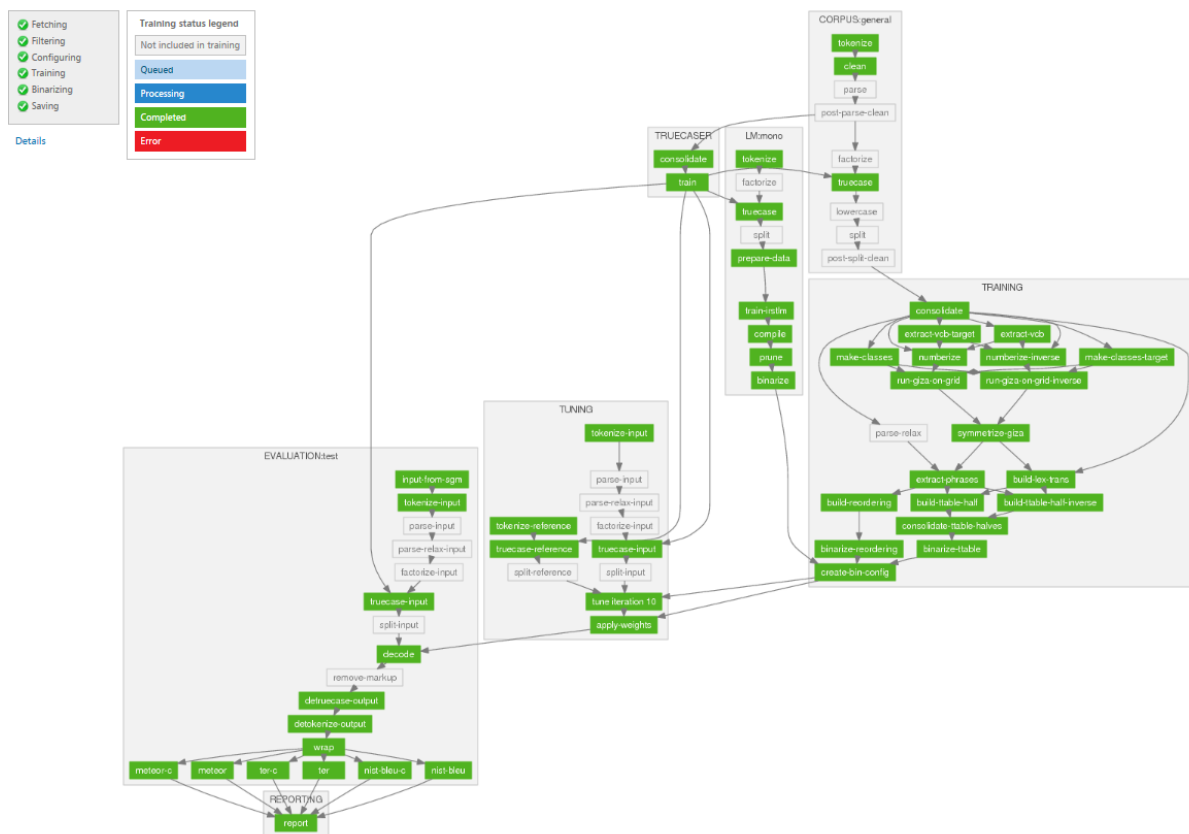 Fetching
Filtering
Configuring
Training
Binarizing
Saving
Details
Training status legend
Not included in training
Queued
Processing
Completed
Error
CORPUS:general
tokenize
clean
parse
post-parse-clean
factorize
truecase
lowercase
split
post-split-clean
TRUECASER
consolidate
train
LM:mono
tokenize
factorize
truecase
split
prepare-data
train-irstlm
compile
prune
binarize
TRAINING
consolidate
extract-vcb-target
extract-vcb
make-classes
numberize
numberize-inverse
make-classes-target
run-giza-on-grid
run-giza-on-grid-inverse
parse-relax
symmetrize-giza
extract-phrases
build-lex-trans
build-reordering
build-ttable-half
build-ttable-half-inverse
consolidate-ttable-halves
binarize-reordering
binarize-ttable
create-bin-config
TUNING
tokenize-input
parse-input
parse-relax-input
tokenize-reference
factorize-input
truecase-reference
truecase-input
split-reference
split-input
tune iteration 10
apply-weights
EVALUATION:test
input-from-sgm
tokenize-input
parse-input
parse-relax-input
factorize-input
truecase-input
split-input
decode
remove-markup
detruecase-output
detokenize-output
wrap
meteor-c
meteor
ter-c
ter
nist-bleu-c
nist-bleu
REPORTING
report